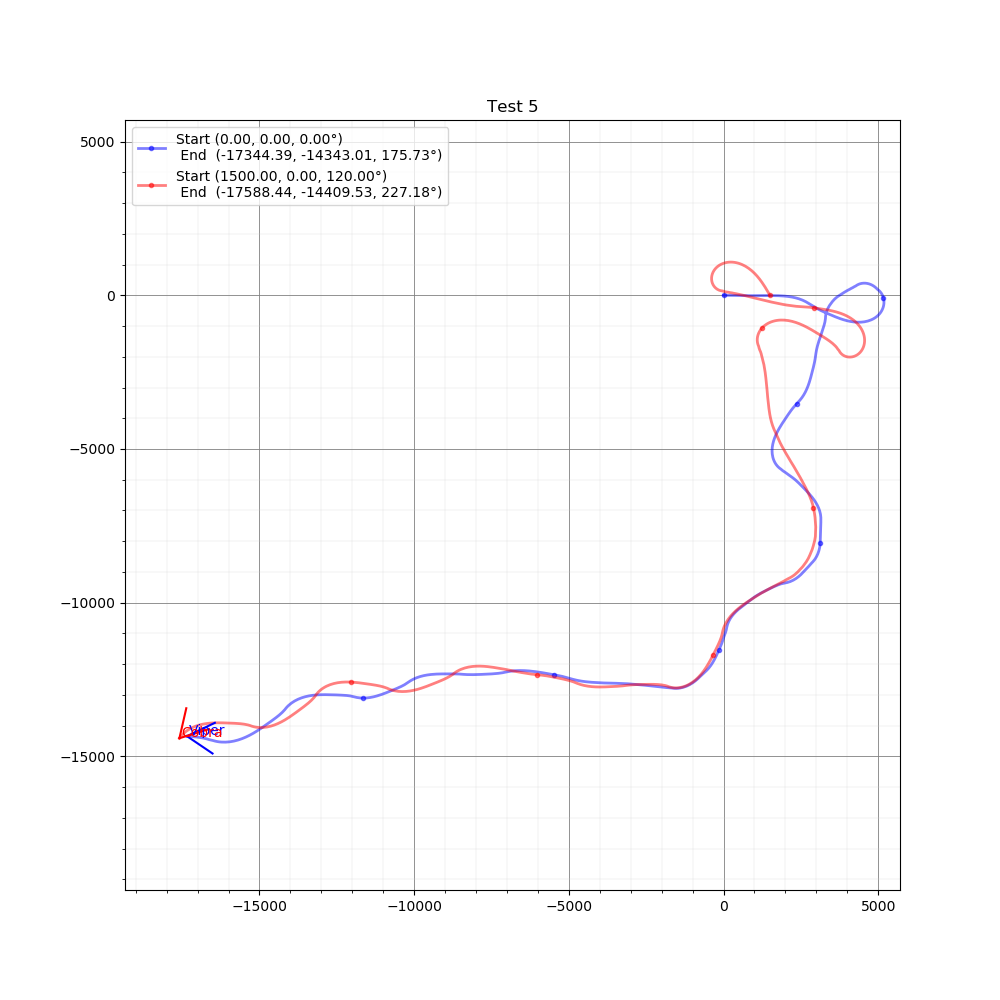 Test 5
Start (0.00, 0.00, 0.00°)
End  (-17344.39, -14343.01, 175.73°)
Start (1500.00, 0.00, 120.00°)
End  (-17588.44, -14409.53, 227.18°)
5000
0
−5000
−10000
−15000
Viper
Cobra
−15000
−10000
−5000
0
5000